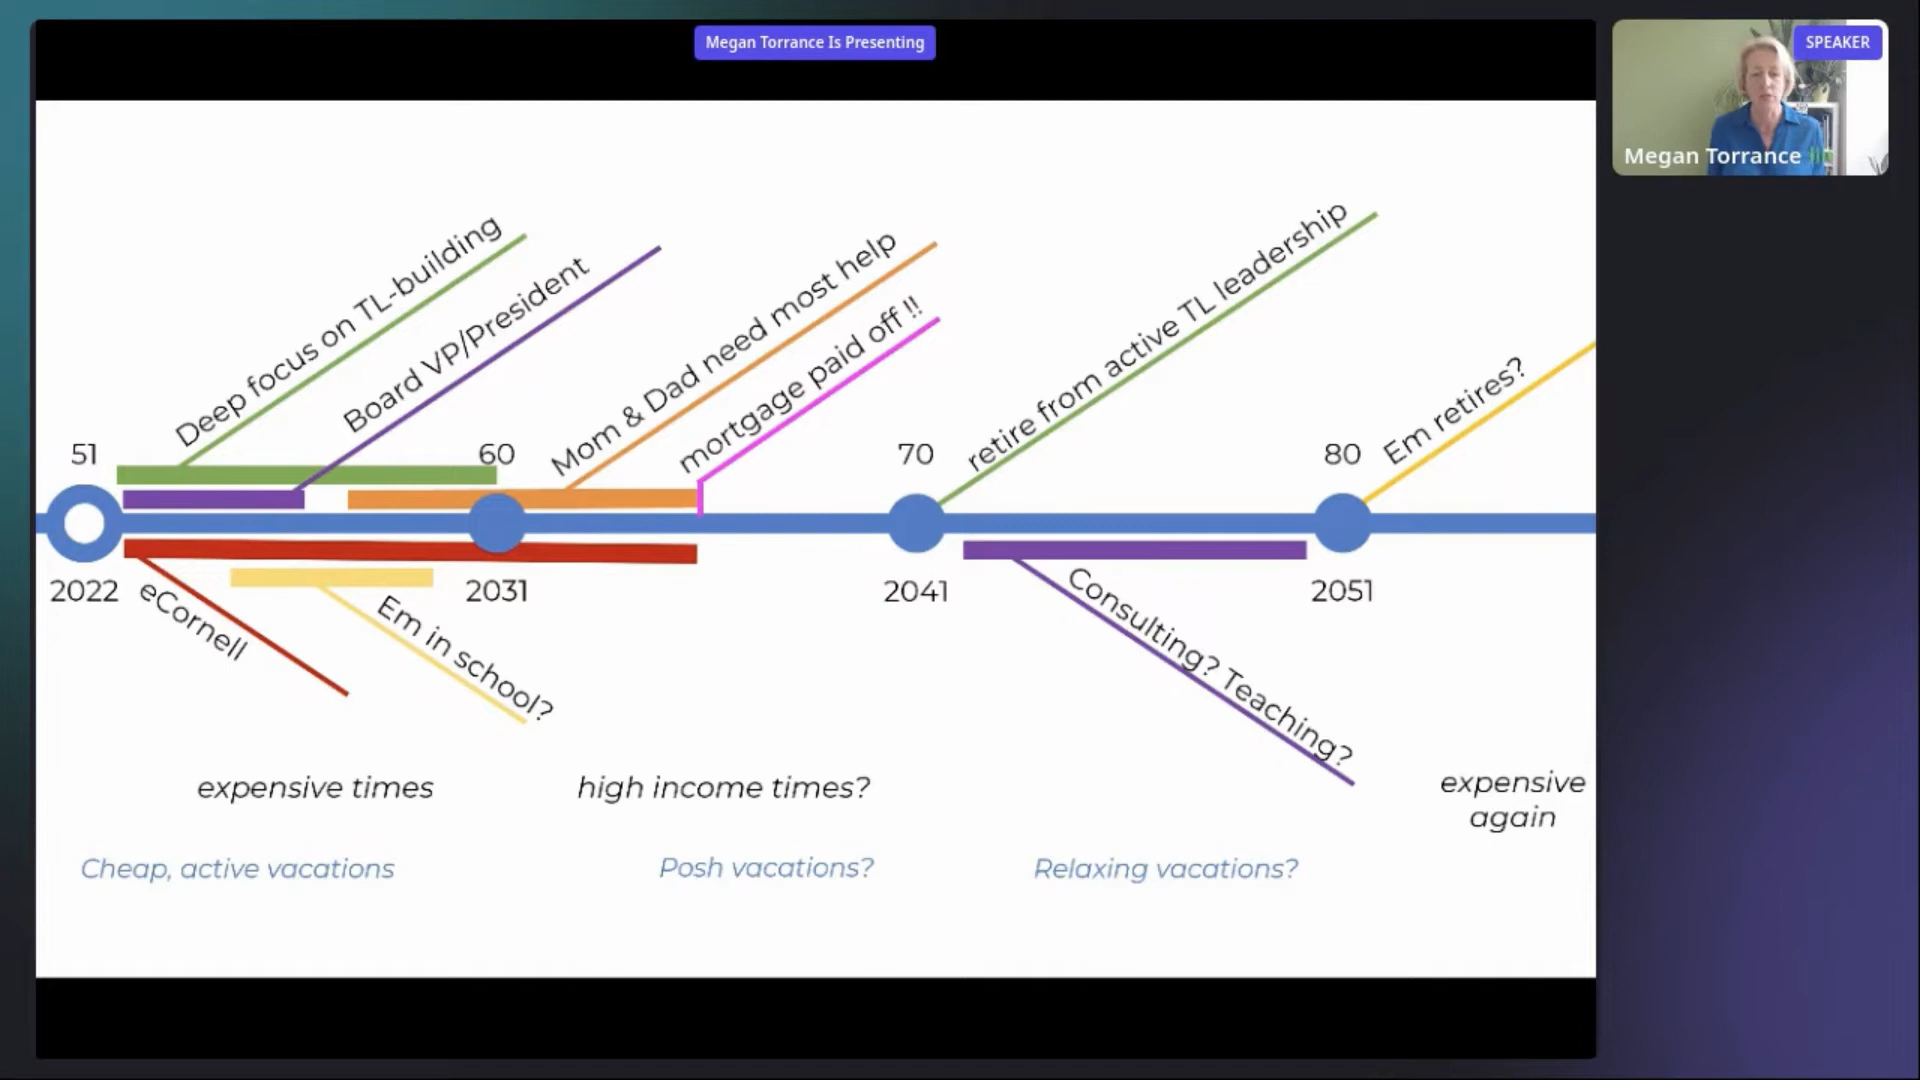 Megan Torrance Is Presenting
SPEAKER
Megan Torrance
Deep focus on TL-building
Board VP/President
Mom & Dad need most help
mortgage paid off !!
retire from active TL leadership
Em retires?
51
60
70
80
2022
2031
2041
2051
eCornell
Em in school?
Consulting? Teaching?
expensive times
high income times?
expensive
again
Cheap, active vacations
Posh vacations?
Relaxing vacations?